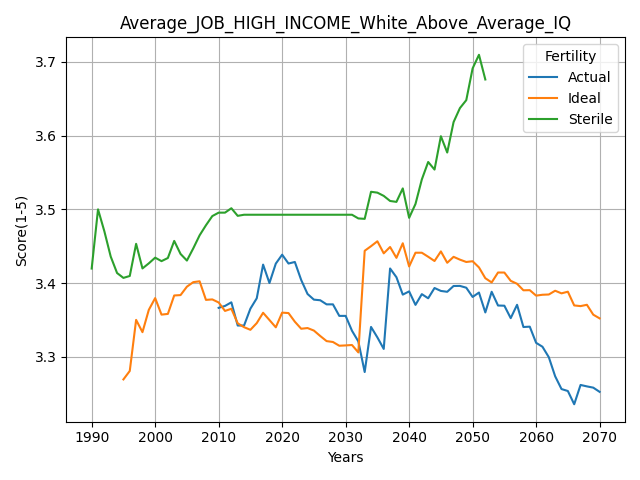 Average_JOB_HIGH_INCOME_White_Above_Average_IQ
Fertility
Actual
Ideal
Sterile
Score(1-5)
3.7
3.6
3.5
3.4
3.3
1990 2000 2010 2020 2030 2040 2050 2060 2070
Years